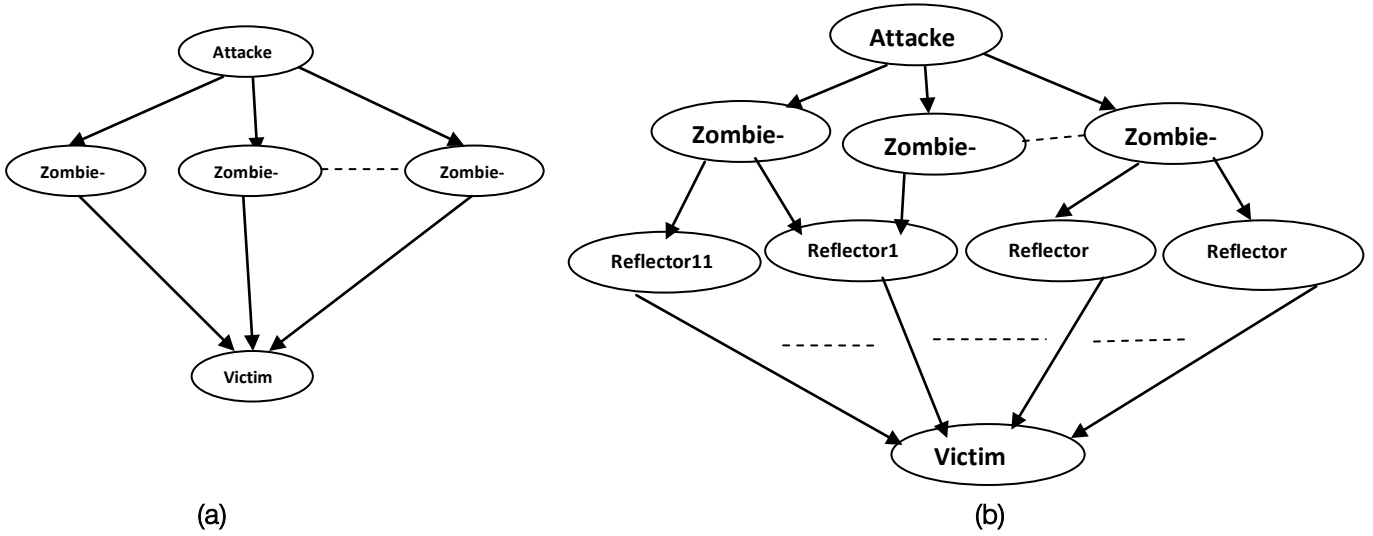 Attacke
Zombie-
Zombie-
Zombie-
Victim
(a)
Attacke
Zombie-
Zombie-
Zombie-
Reflector11
Reflector1
Reflector
Reflector
Victim
(b)